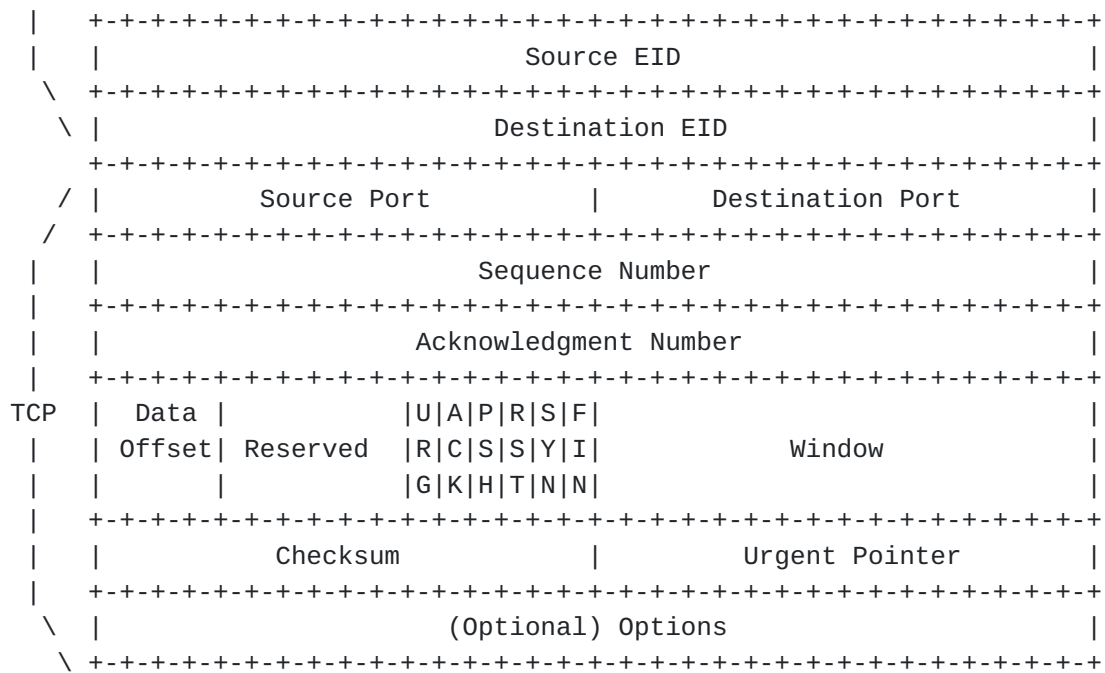 |   +-+-+-+-+-+-+-+-+-+-+-+-+-+-+-+-+-+-+-+-+-+-+-+-+-+-+-+-+-+-+-+-+
 |   |                           Source EID                          |
  \  +-+-+-+-+-+-+-+-+-+-+-+-+-+-+-+-+-+-+-+-+-+-+-+-+-+-+-+-+-+-+-+-+
   \ |                         Destination EID                       |
     +-+-+-+-+-+-+-+-+-+-+-+-+-+-+-+-+-+-+-+-+-+-+-+-+-+-+-+-+-+-+-+-+
   / |          Source Port          |       Destination Port        |
  /  +-+-+-+-+-+-+-+-+-+-+-+-+-+-+-+-+-+-+-+-+-+-+-+-+-+-+-+-+-+-+-+-+
 |   |                        Sequence Number                        |
 |   +-+-+-+-+-+-+-+-+-+-+-+-+-+-+-+-+-+-+-+-+-+-+-+-+-+-+-+-+-+-+-+-+
 |   |                    Acknowledgment Number                      |
 |   +-+-+-+-+-+-+-+-+-+-+-+-+-+-+-+-+-+-+-+-+-+-+-+-+-+-+-+-+-+-+-+-+
TCP  |  Data |           |U|A|P|R|S|F|                               |
 |   | Offset| Reserved  |R|C|S|S|Y|I|            Window             |
 |   |       |           |G|K|H|T|N|N|                               |
 |   +-+-+-+-+-+-+-+-+-+-+-+-+-+-+-+-+-+-+-+-+-+-+-+-+-+-+-+-+-+-+-+-+
 |   |           Checksum            |         Urgent Pointer        |
 |   +-+-+-+-+-+-+-+-+-+-+-+-+-+-+-+-+-+-+-+-+-+-+-+-+-+-+-+-+-+-+-+-+
  \  |                      (Optional) Options                       |
   \ +-+-+-+-+-+-+-+-+-+-+-+-+-+-+-+-+-+-+-+-+-+-+-+-+-+-+-+-+-+-+-+-+